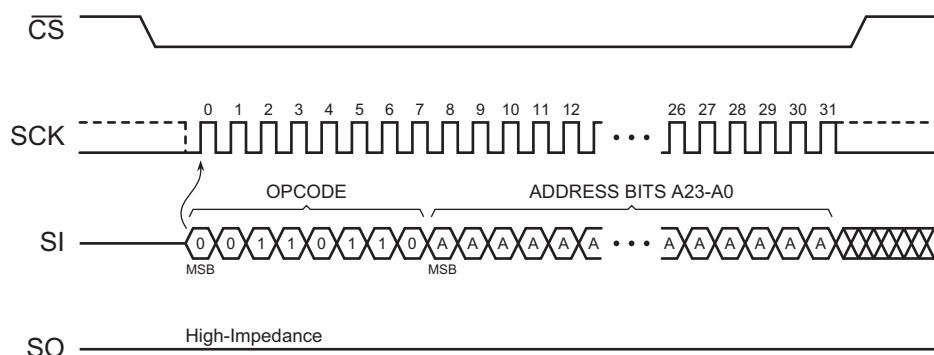 CS
0 1 2 3 4 5 6 7 8 9 10 11 12 26 27 28 29 30 31
SCK
OPCODE ADDRESS BITS A23-A0
SI 0 0 1 1 0 1 1 0 A A A A A A A A A A A A
MSB MSB
High-Impedance
SO